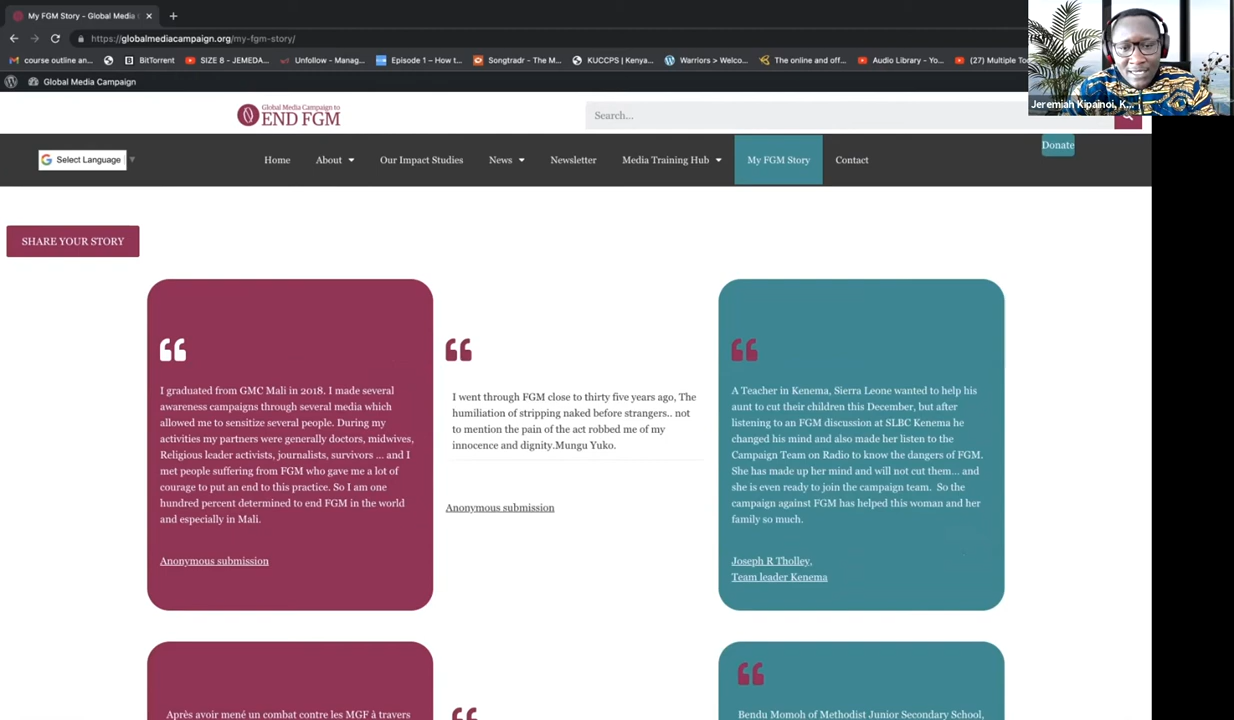 My FGM Story - Global Media
https://globalmediacampaign.org/my-fgm-story/
course outline an...
BitTorrent
SIZE 8 - JEMEDA...
Unfollow - Manag...
Episode 1 – How t...
Songtradr - The M...
KUCCPS | Kenya...
Warriors > Welco...
The online and off...
Audio Library - Yo...
(27) Multiple To
Global Media Campaign
Jeremiah Kipainoi, K...
Global Media Campaign to
END FGM
Search...
Donate
Select Language
Home
About
Our Impact Studies
News
Newsletter
Media Training Hub
My FGM Story
Contact
SHARE YOUR STORY
I graduated from GMC Mali in 2018. I made several
awareness campaigns through several media which
allowed me to sensitize several people. During my
activities my partners were generally doctors, midwives,
Religious leader activists, journalists, survivors ... and I
met people suffering from FGM who gave me a lot of
courage to put an end to this practice. So I am one
hundred percent determined to end FGM in the world
and especially in Mali.
Anonymous submission
I went through FGM close to thirty five years ago, The
humiliation of stripping naked before strangers.. not
to mention the pain of the act robbed me of my
innocence and dignity.Mungu Yuko.
Anonymous submission
A Teacher in Kenema, Sierra Leone wanted to help his
aunt to cut their children this December, but after
listening to an FGM discussion at SLBC Kenema he
changed his mind and also made her listen to the
Campaign Team on Radio to know the dangers of FGM.
She has made up her mind and will not cut them... and
she is even ready to join the campaign team.  So the
campaign against FGM has helped this woman and her
family so much.
Joseph R Tholley,
Team leader Kenema
Après avoir mené un combat contre les MGF à travers
Bendu Momoh of Methodist Junior Secondary School,